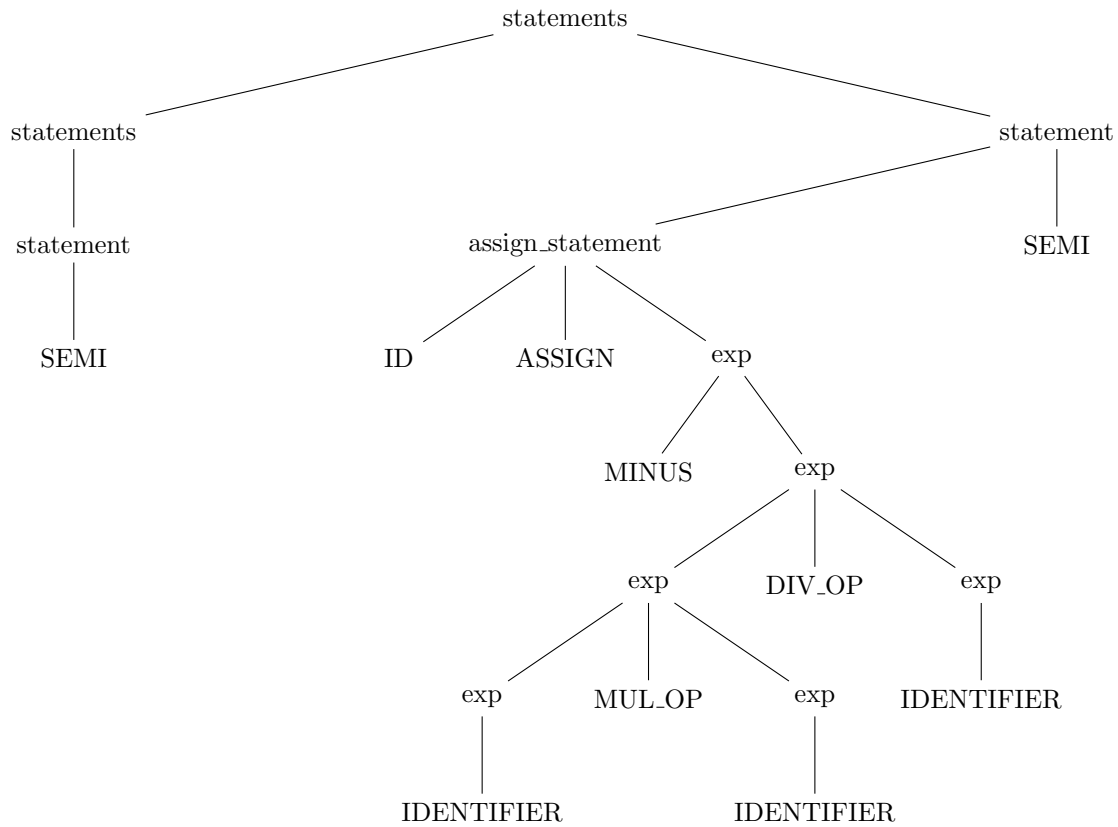 statements
statements statement
statement assign_statement SEMI
SEMI ID ASSIGN exp
MINUS exp
exp DIV_OP exp
exp MUL_OP exp IDENTIFIER
IDENTIFIER IDENTIFIER